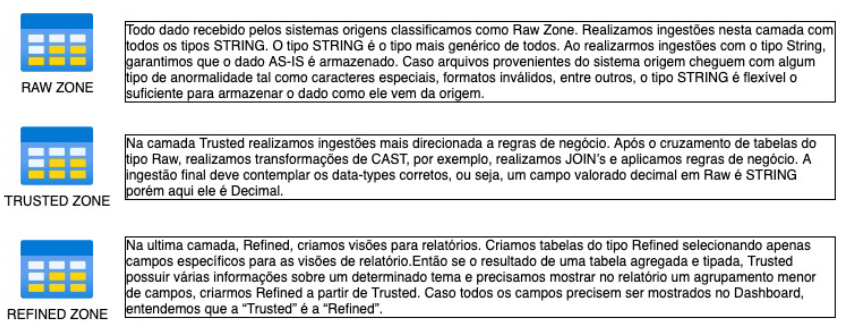 Todo dado recebido pelos sistemas origens classificamos como Raw Zone. Realizamos ingestões nesta camada com
todos os tipos STRING. O tipo STRING é o tipo mais genérico de todos. Ao realizarmos ingestões com o tipo String,
garantimos que o dado AS-IS é armazenado. Caso arquivos provenientes do sistema origem cheguem com algum
tipo de anormalidade tal como caracteres especiais, formatos inválidos, entre outros, o tipo STRING é flexível o
suficiente para armazenar o dado como ele vem da origem.
RAW ZONE
Na camada Trusted realizamos ingestões mais direcionada a regras de negócio. Após o cruzamento de tabelas do
tipo Raw, realizamos transformações de CAST, por exemplo, realizamos JOIN's e aplicamos regras de negócio. A
ingestão final deve contemplar os data-types corretos, ou seja, um campo valorado decimal em Raw é STRING
porém aqui ele é Decimal.
TRUSTED ZONE
Na ultima camada, Refined, criamos visões para relatórios. Criamos tabelas do tipo Refined selecionando apenas
campos específicos para as visões de relatório.Então se o resultado de uma tabela agregada e tipada, Trusted
possuir várias informações sobre um determinado tema e precisamos mostrar no relatório um agrupamento menor
de campos, criarmos Refined a partir de Trusted. Caso todos os campos precisem ser mostrados no Dashboard,
entendemos que a "Trusted" é a "Refined".
REFINED ZONE